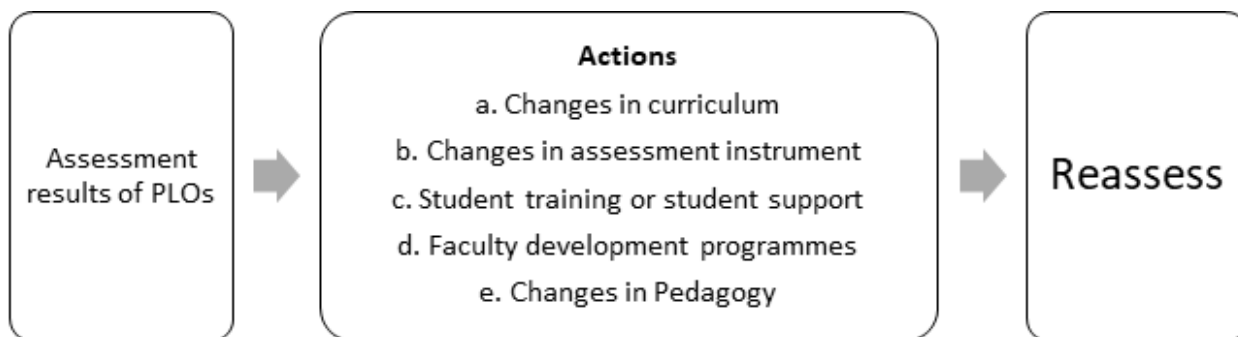 Assessment
results of PLOs
Actions
a. Changes in curriculum
b. Changes in assessment instrument
c. Student training or student support
d. Faculty development programmes
e. Changes in Pedagogy
Reassess